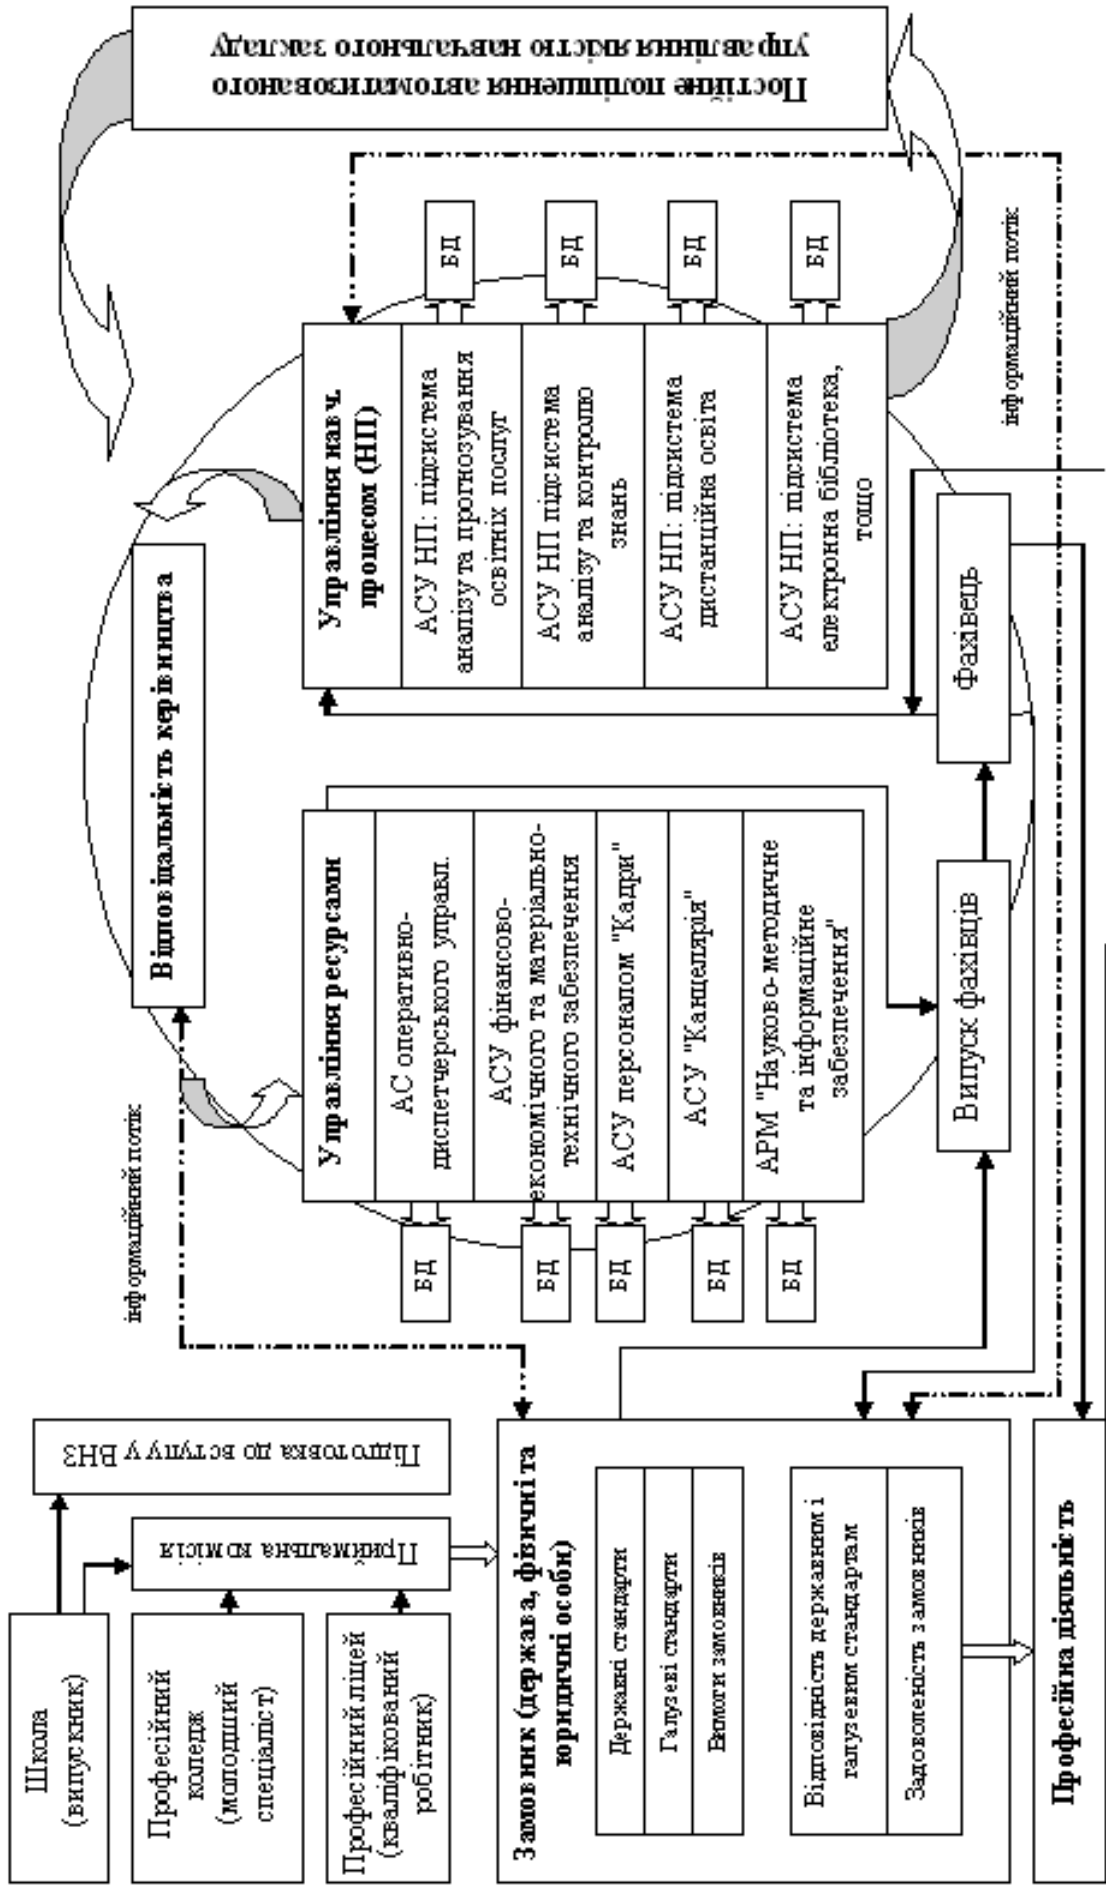 Школа
(випускник)
Професійний
коледж
(молодший
спеціаліст)
Професійний ліцей
(кваліфікований
робітник)
Підготовка до вступу у ВНЗ
Приймальна комісія
Замовник (держава, фізичні та
юридичні особи)
Державні стандарти
Галузеві стандарти
Вимоги замовників
Відповідність державним і
галузевим стандартам
Задоволеність замовників
Професійна діяльність
інформаційний потік
Відповідальність керівництва
Управління ресурсами
АС оперативно-
диспетчерського управл.
АСУ фінансово-
економічного та матеріально-
технічного забезпечення
АСУ персоналом "Кадри"
АСУ "Канцелярія"
АРМ "Науково-методичне
та інформаційне
забезпечення"
БД
БД
БД
БД
БД
Випуск фахівців
Фахівець
Управління навч.
процесом (НП)
АСУ НП: підсистема
аналізу та прогнозування
освітніх послуг
АСУ НП підсистема
аналізу та контролю
знань
АСУ НП: підсистема
дистанційна освіта
АСУ НП: підсистема
електронна бібліотека,
тощо
БД
БД
БД
БД
інформаційний потік
Постійне поліпшення автоматизованого
управління якістю навчального закладу